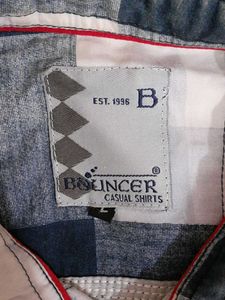 EST. 1996 B
®
BOUNCER
CASUAL SHIRTS
L